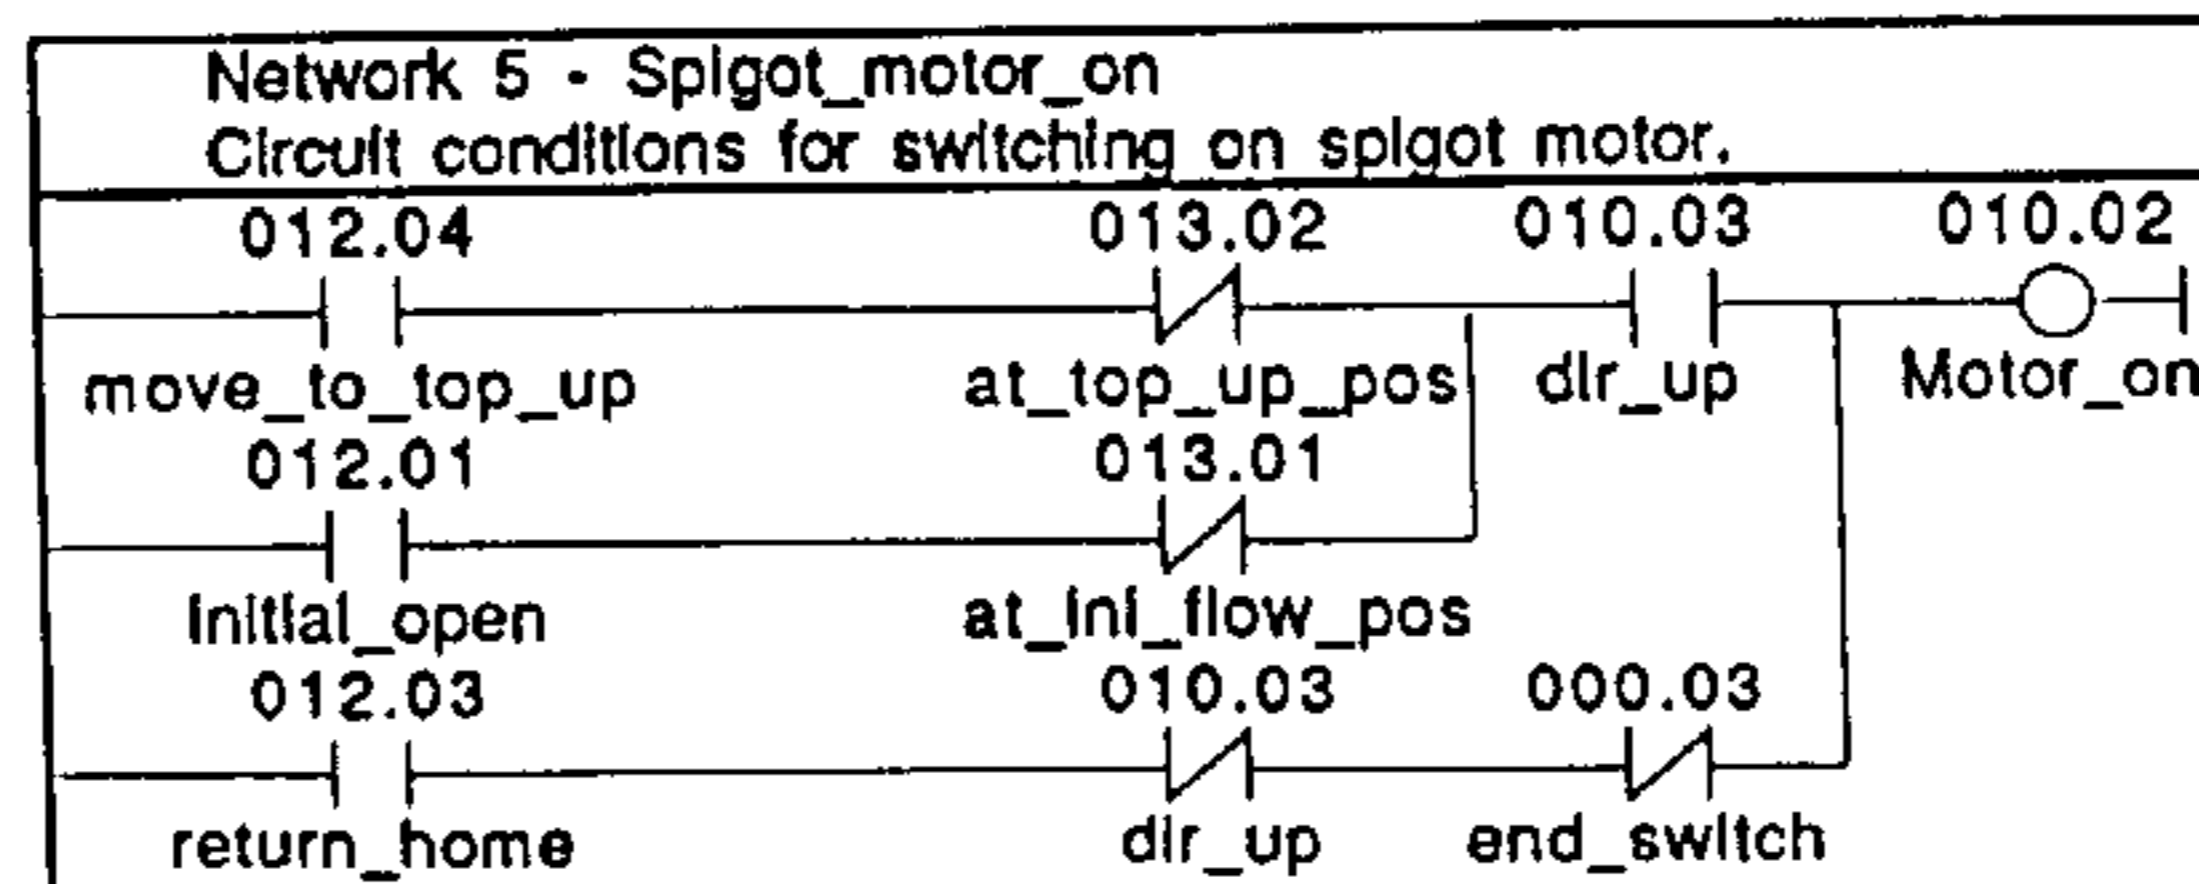 Network 5 - Spigot_motor_on
Circuit conditions for switching on spigot motor.
012.04 013.02 010.03 010.02
move_to_top_up at_top_up_pos dir_up Motor_on
012.01 013.01
Initial_open at_ini_flow_pos
012.03 010.03 000.03
return_home dir_up end_switch